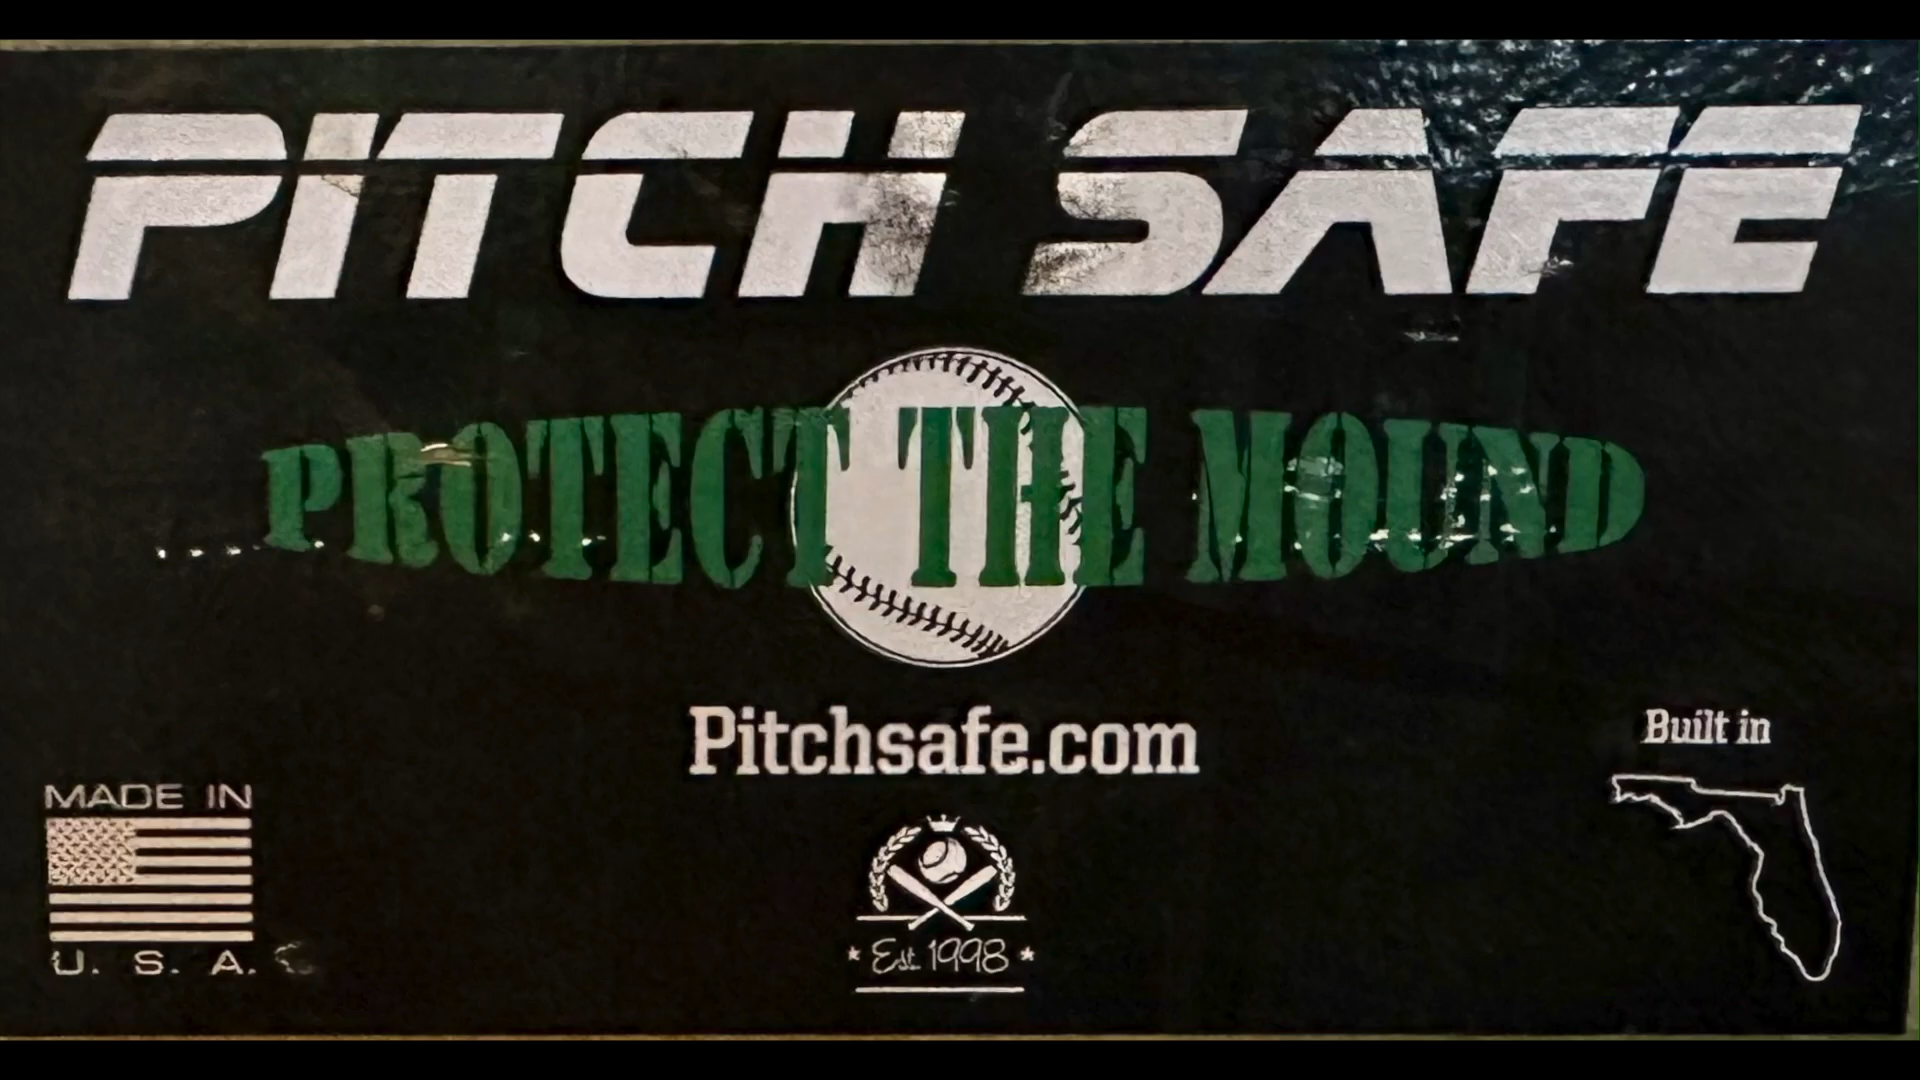 PITCH SAFE
PROTECT THE MOUND
Pitchsafe.com
Built in
MADE IN
U. S. A.
Est. 1998